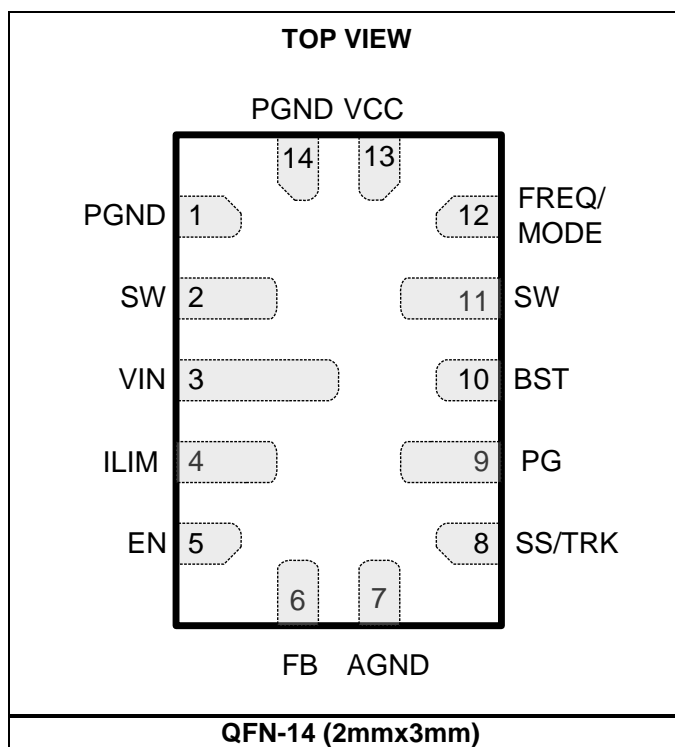 TOP VIEW
PGND VCC
14 13
PGND 1
12 FREQ/
MODE
SW 2
11 SW
VIN 3
10 BST
ILIM 4
9 PG
EN 5
8 SS/TRK
6 7
FB AGND
QFN-14 (2mmx3mm)